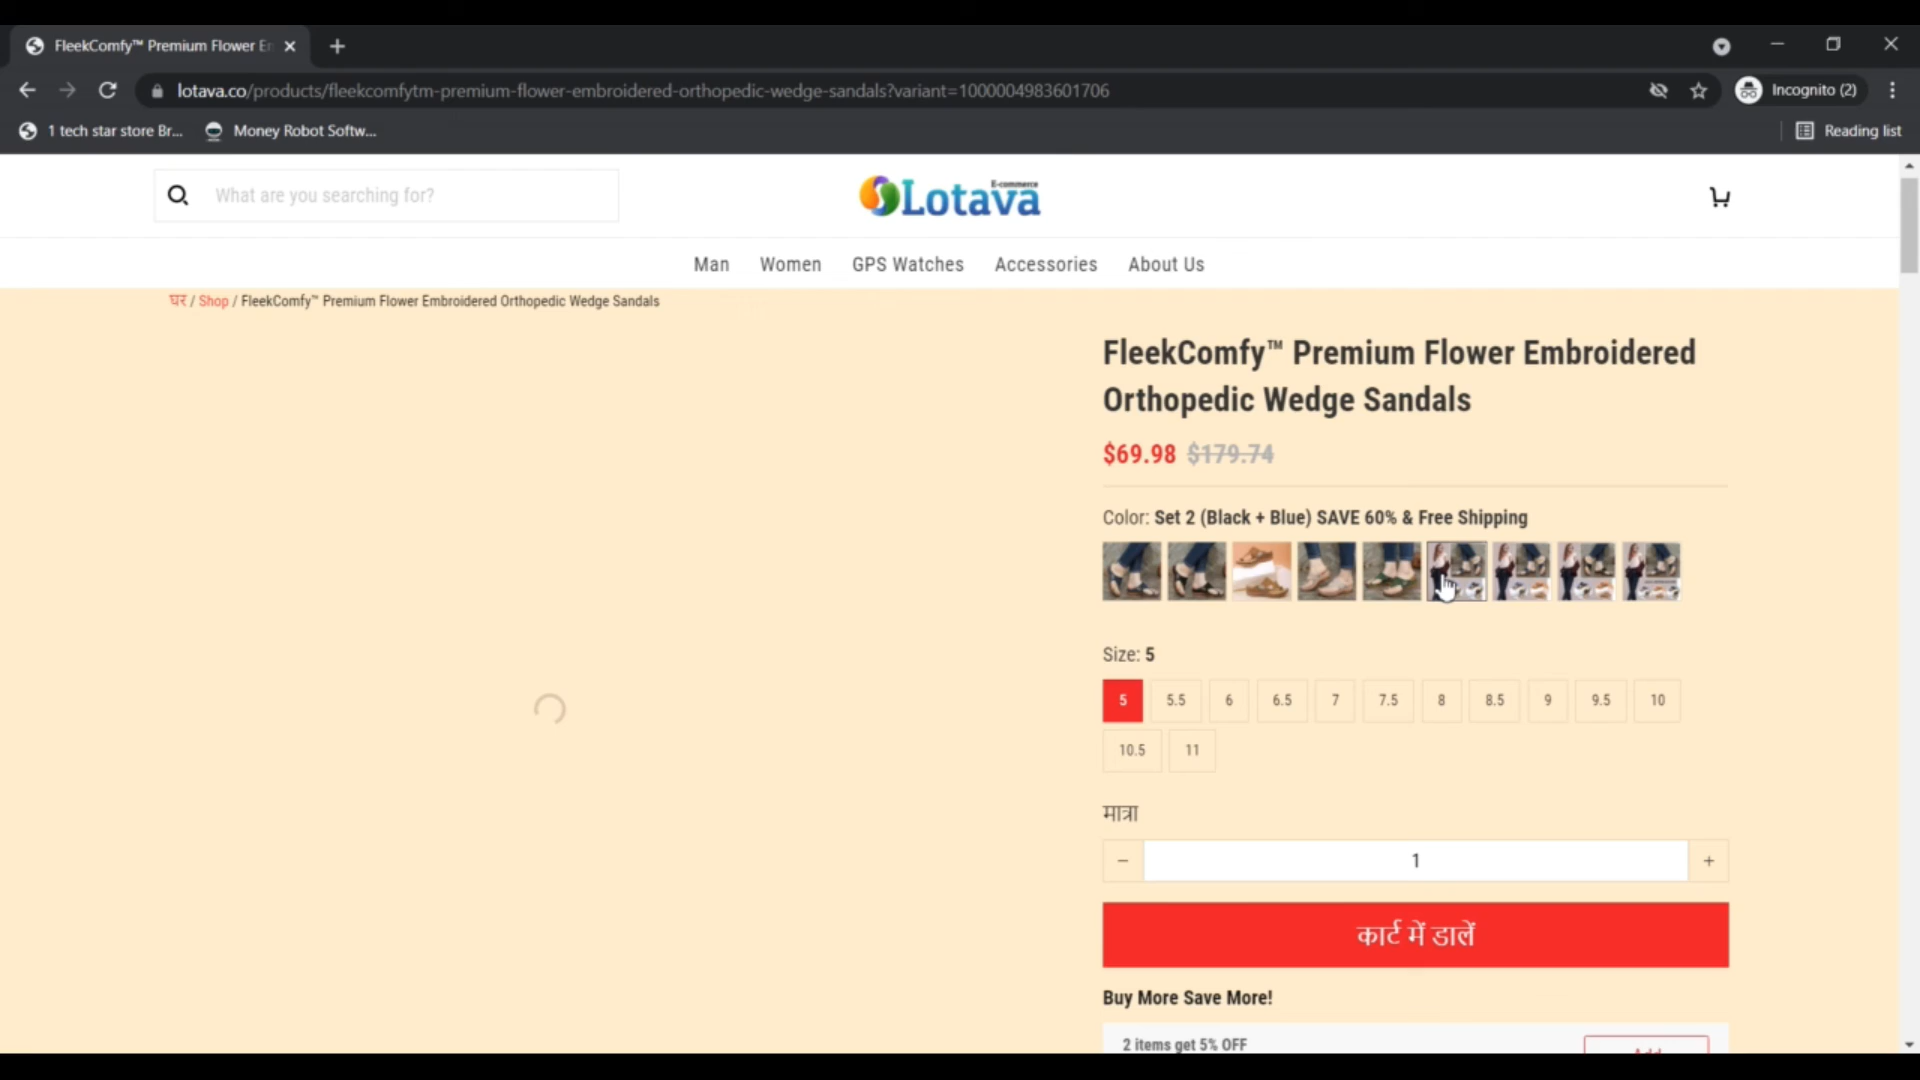 FleekComfy™ Premium Flower En
lotava.co/products/fleekcomfytm-premium-flower-embroidered-orthopedic-wedge-sandals?variant=1000004983601706
Incognito (2)
1 tech star store Br...
Money Robot Softw...
Reading list
What are you searching for?
E-commerce
Lotava
Man
Women
GPS Watches
Accessories
About Us
घर / Shop / FleekComfy™ Premium Flower Embroidered Orthopedic Wedge Sandals
FleekComfy™ Premium Flower Embroidered
Orthopedic Wedge Sandals
$69.98 $179.74
Color: Set 2 (Black + Blue) SAVE 60% & Free Shipping
Size: 5
5 5.5 6 6.5 7 7.5 8 8.5 9 9.5 10
10.5 11
मात्रा
− 1 +
कार्ट में डालें
Buy More Save More!
2 items get 5% OFF